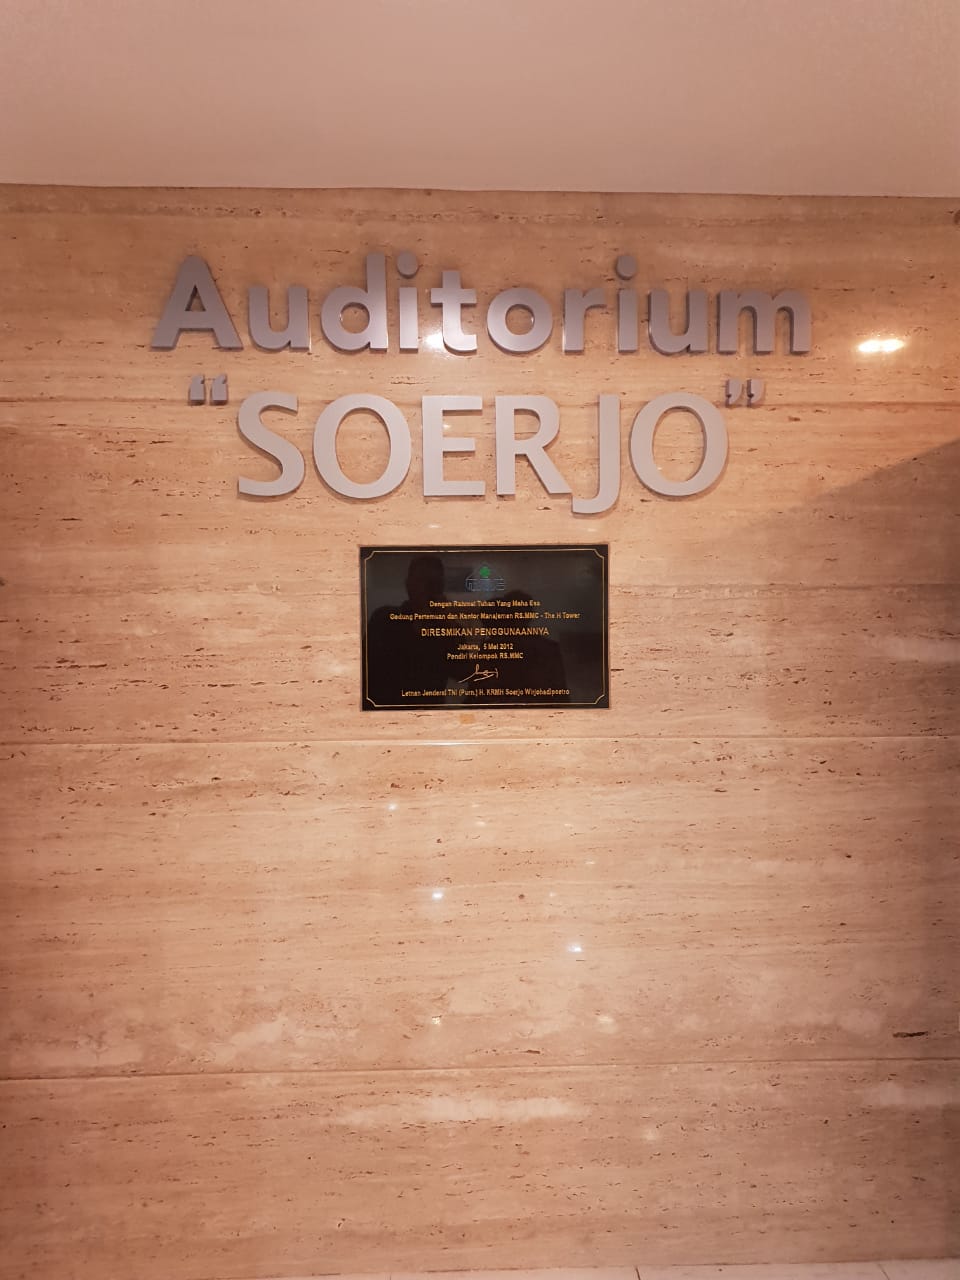 Auditorium
“SOERJO”
Dengan Rahmat Tuhan Yang Maha Esa
Gedung Pertemuan dan Kantor Manajemen RS.MMC - The H Tower
DIRESMIKAN PENGGUNAANNYA
Jakarta, 5 Mei 2012
Pendiri Kelompok RS.MMC
Letnan Jenderal TNI (Purn.) H. KRMH Soerjo Wirjohadipoetro